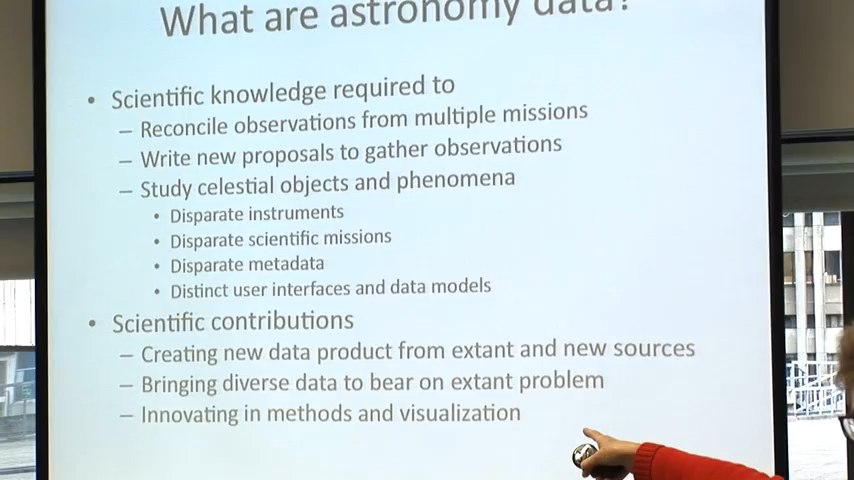 What are astronomy data?
• Scientific knowledge required to
– Reconcile observations from multiple missions
– Write new proposals to gather observations
– Study celestial objects and phenomena
• Disparate instruments
• Disparate scientific missions
• Disparate metadata
• Distinct user interfaces and data models
• Scientific contributions
– Creating new data product from extant and new sources
– Bringing diverse data to bear on extant problem
– Innovating in methods and visualization